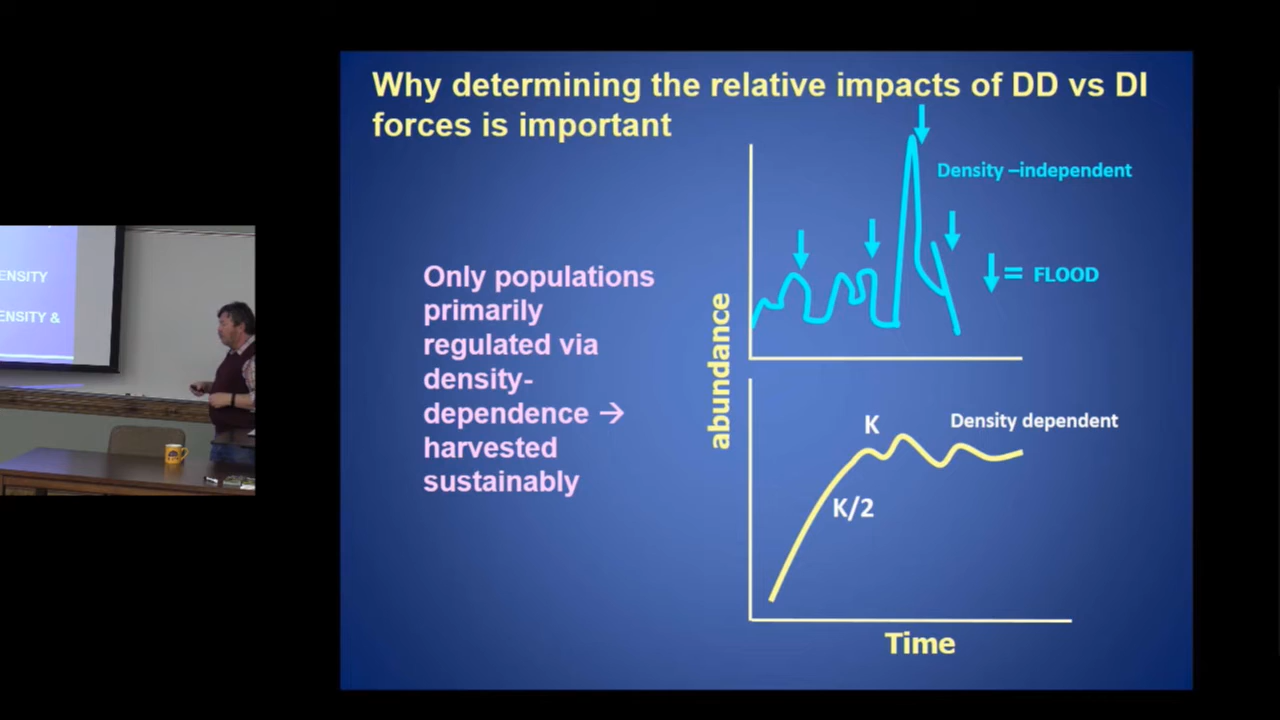 Why determining the relative impacts of DD vs DI
forces is important
Density –independent
= FLOOD
Only populations
primarily
regulated via
density-
dependence →
harvested
sustainably
abundance
K
Density dependent
K/2
Time
ENSITY
ENSITY &